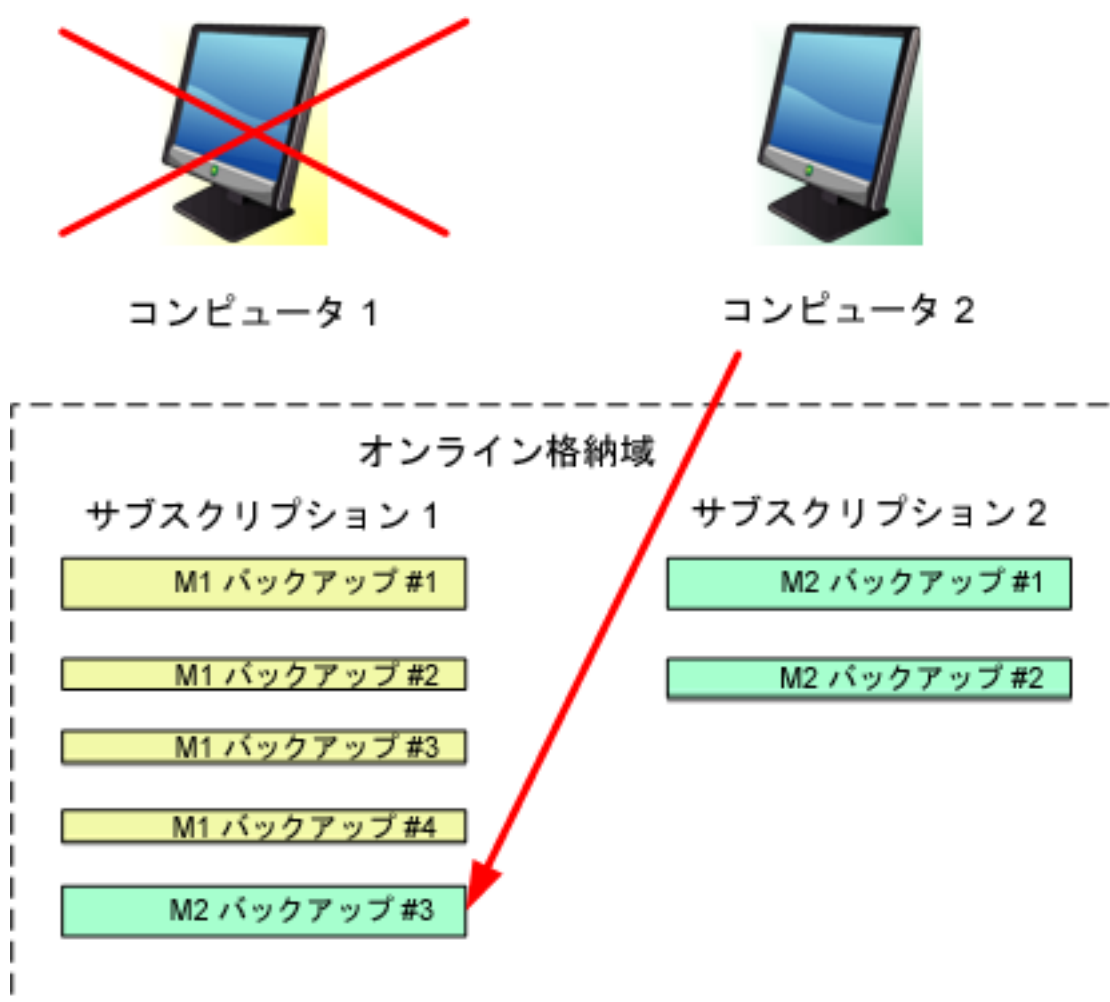 コンピュータ 1
コンピュータ 2
オンライン格納域
サブスクリプション 1
サブスクリプション 2
M1 バックアップ #1
M2 バックアップ #1
M1 バックアップ #2
M2 バックアップ #2
M1 バックアップ #3
M1 バックアップ #4
M2 バックアップ #3